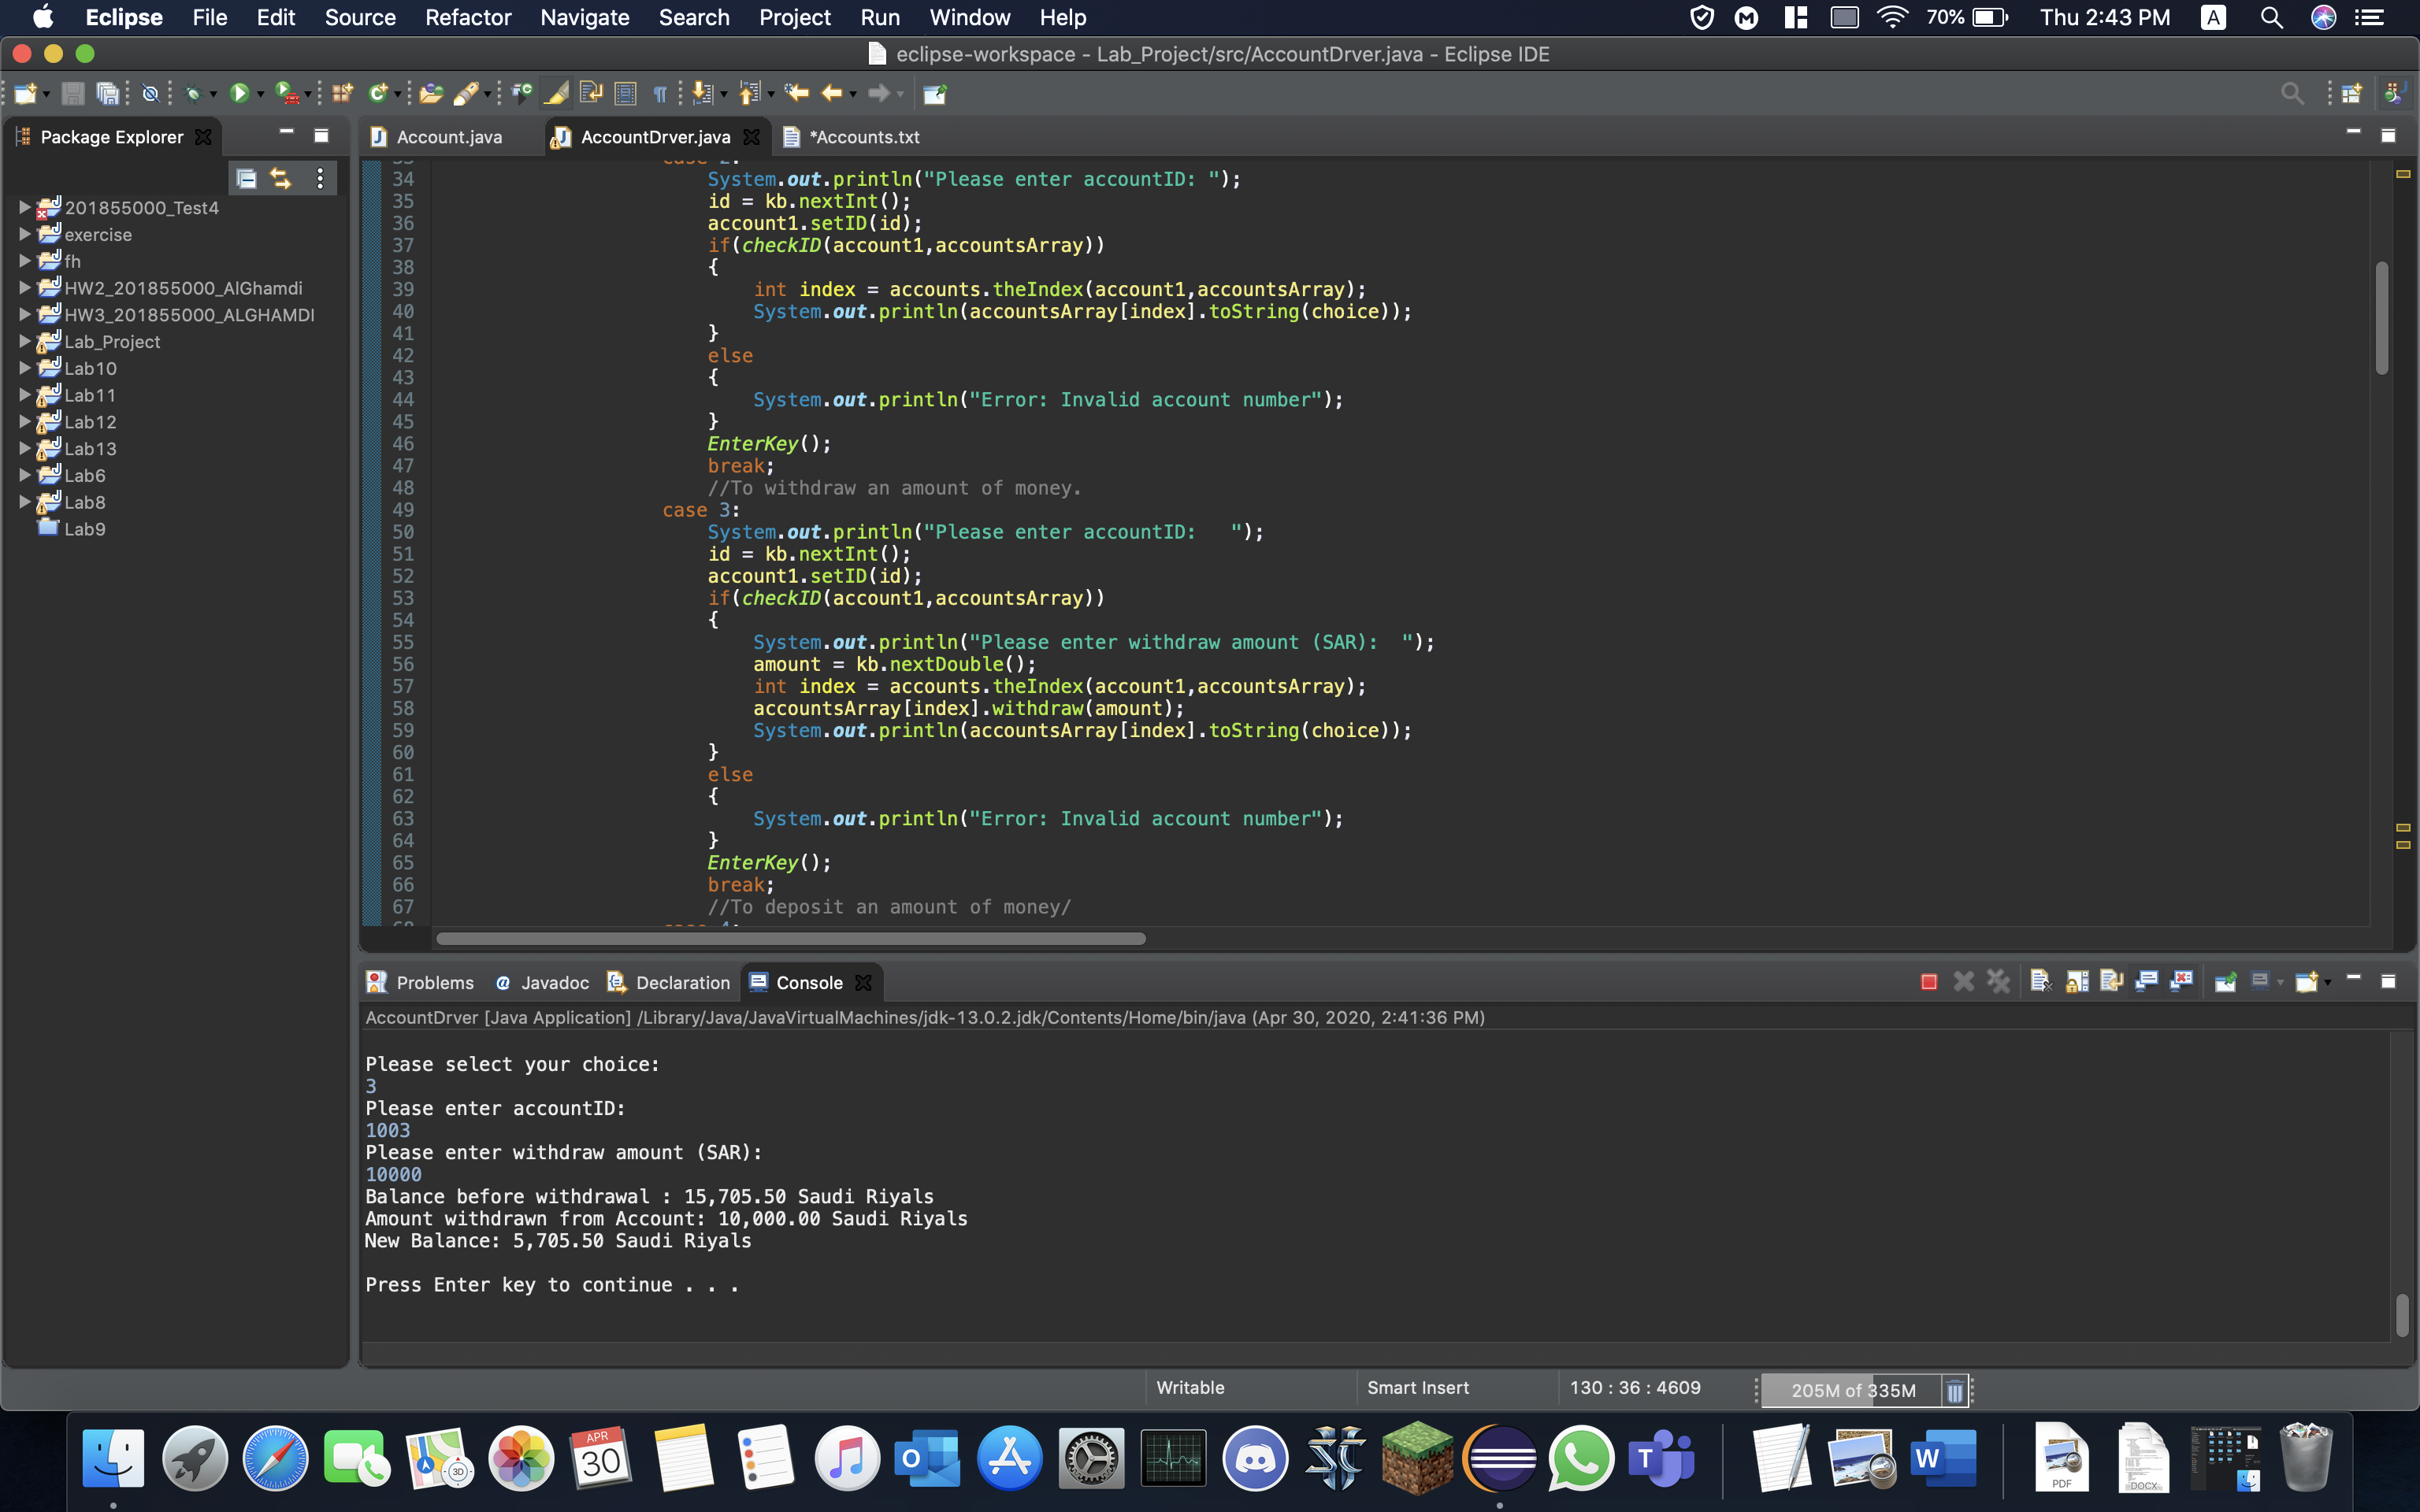 Eclipse File Edit Source Refactor Navigate Search Project Run Window Help 70% Thu 2:43 PM A
eclipse-workspace - Lab_Project/src/AccountDrver.java - Eclipse IDE
Package Explorer
201855000_Test4
exercise
fh
HW2_201855000_AlGhamdi
HW3_201855000_ALGHAMDI
Lab_Project
Lab10
Lab11
Lab12
Lab13
Lab6
Lab8
Lab9
Account.java AccountDrver.java *Accounts.txt
34 System.out.println("Please enter accountID: ");
35 id = kb.nextInt();
36 account1.setID(id);
37 if(checkID(account1,accountsArray))
38 {
39 int index = accounts.theIndex(account1,accountsArray);
40 System.out.println(accountsArray[index].toString(choice));
41 }
42 else
43 {
44 System.out.println("Error: Invalid account number");
45 }
46 EnterKey();
47 break;
48 //To withdraw an amount of money.
49 case 3:
50 System.out.println("Please enter accountID:   ");
51 id = kb.nextInt();
52 account1.setID(id);
53 if(checkID(account1,accountsArray))
54 {
55 System.out.println("Please enter withdraw amount (SAR):  ");
56 amount = kb.nextDouble();
57 int index = accounts.theIndex(account1,accountsArray);
58 accountsArray[index].withdraw(amount);
59 System.out.println(accountsArray[index].toString(choice));
60 }
61 else
62 {
63 System.out.println("Error: Invalid account number");
64 }
65 EnterKey();
66 break;
67 //To deposit an amount of money/
Problems @ Javadoc Declaration Console
AccountDrver [Java Application] /Library/Java/JavaVirtualMachines/jdk-13.0.2.jdk/Contents/Home/bin/java (Apr 30, 2020, 2:41:36 PM)
Please select your choice:
3
Please enter accountID:
1003
Please enter withdraw amount (SAR):
10000
Balance before withdrawal : 15,705.50 Saudi Riyals
Amount withdrawn from Account: 10,000.00 Saudi Riyals
New Balance: 5,705.50 Saudi Riyals
Press Enter key to continue . . .
Writable Smart Insert 130 : 36 : 4609 205M of 335M
APR
30
3D
PDF
DOCX